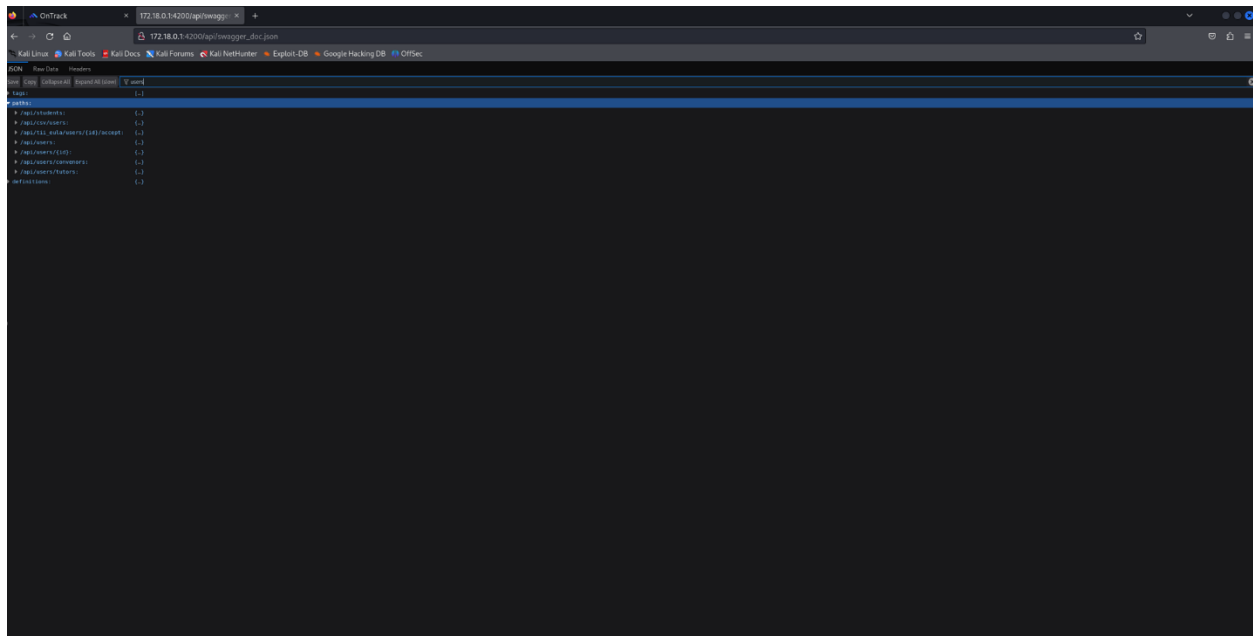 OnTrack × 172.18.0.1:4200/api/swagger × +
172.18.0.1:4200/api/swagger_doc.json
Kali Linux Kali Tools Kali Docs Kali Forums Kali NetHunter Exploit-DB Google Hacking DB OffSec
JSON Raw Data Headers
Save Copy Collapse All Expand All (slow) users
tags: {…}
paths:
/api/students: {…}
/api/csv/users: {…}
/api/tii_eula/users/{id}/accept: {…}
/api/users: {…}
/api/users/{id}: {…}
/api/users/convenors: {…}
/api/users/tutors: {…}
definitions: {…}